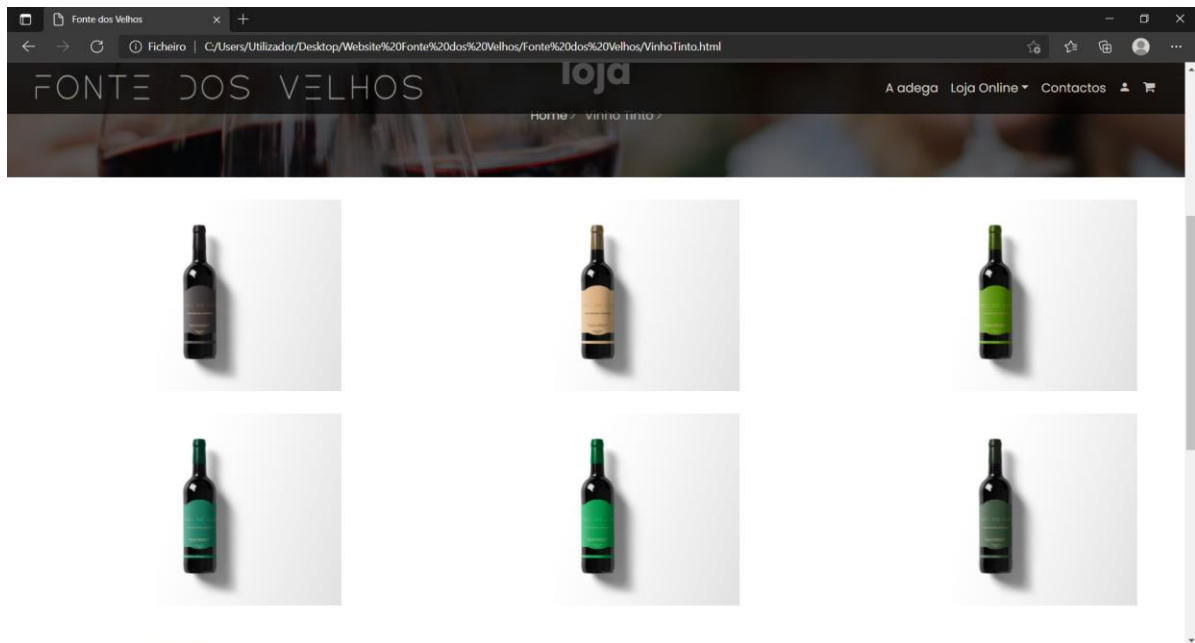 Fonte dos Velhos
Ficheiro | C:/Users/Utilizador/Desktop/Website%20Fonte%20dos%20Velhos/Fonte%20dos%20Velhos/VinhoTinto.html
loja
FONTE DOS VELHOS
A adega Loja Online Contactos
Home > Vinho Tinto >